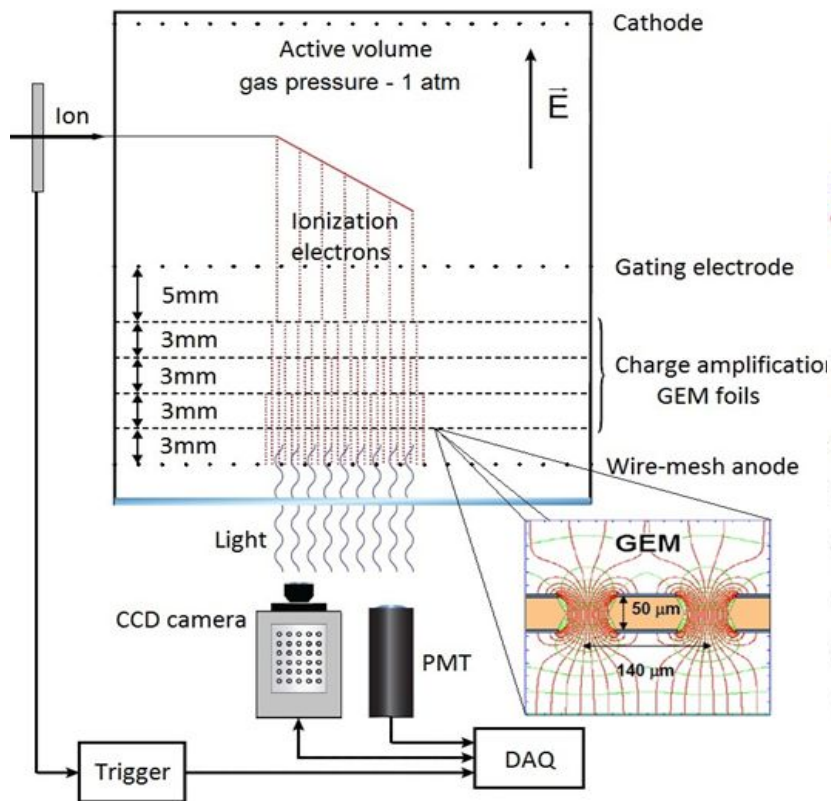 Cathode
Active volume
gas pressure - 1 atm
E
Ion
Ionization
electrons
Gating electrode
5mm
3mm
3mm
3mm
3mm
Charge amplification
GEM foils
Wire-mesh anode
Light
GEM
50 μm
140 μm
CCD camera
PMT
Trigger
DAQ